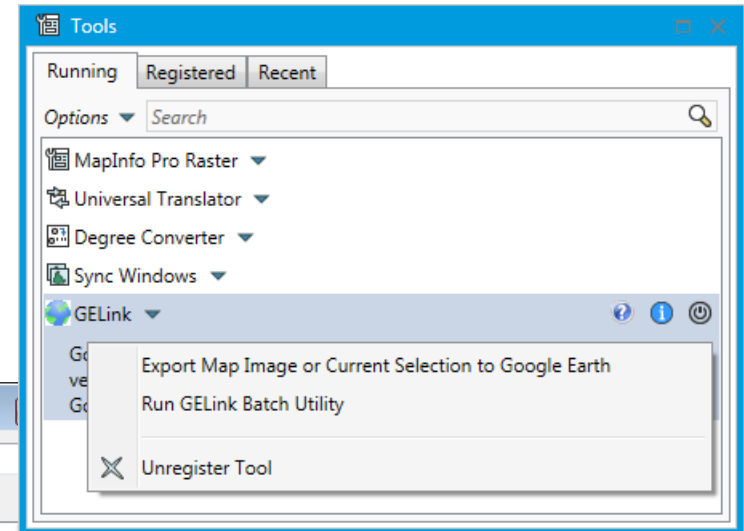 Tools
Running Registered Recent
Options Search
MapInfo Pro Raster
Universal Translator
Degree Converter
Sync Windows
GELink
Export Map Image or Current Selection to Google Earth
Run GELink Batch Utility
Unregister Tool